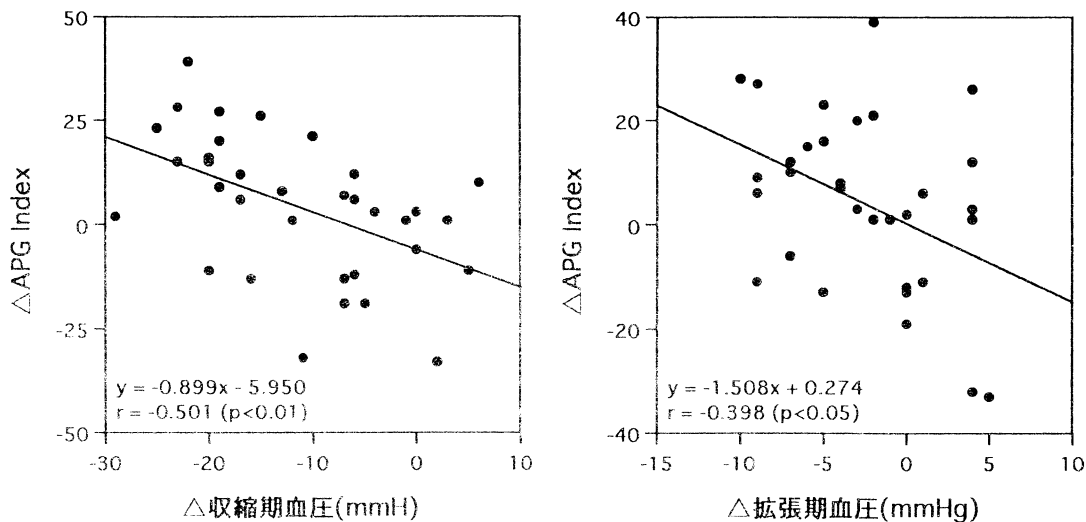 50
25
0
-25
-50
△APG Index
y = -0.899x - 5.950
r = -0.501 (p<0.01)
-30
-20
-10
0
10
△収縮期血圧(mmH)
40
20
0
-20
-40
△APG Index
y = -1.508x + 0.274
r = -0.398 (p<0.05)
-15
-10
-5
0
5
10
△拡張期血圧(mmHg)